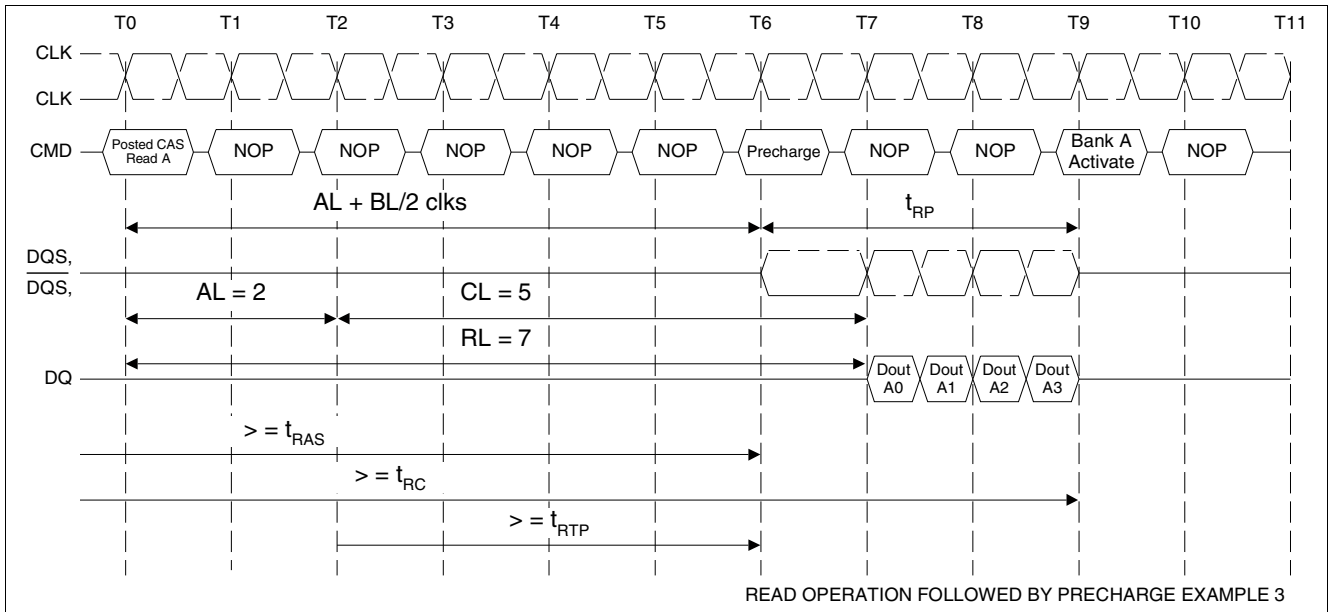 T0 T1 T2 T3 T4 T5 T6 T7 T8 T9 T10 T11
CLK
CLK
CMD
Posted CAS
Read A
NOP
NOP
NOP
NOP
NOP
Precharge
NOP
NOP
Bank A
Activate
NOP
AL + BL/2 clks
tRP
DQS,
DQS,
AL = 2
CL = 5
RL = 7
DQ
Dout
A0
Dout
A1
Dout
A2
Dout
A3
> = tRAS
> = tRC
> = tRTP
READ OPERATION FOLLOWED BY PRECHARGE EXAMPLE 3